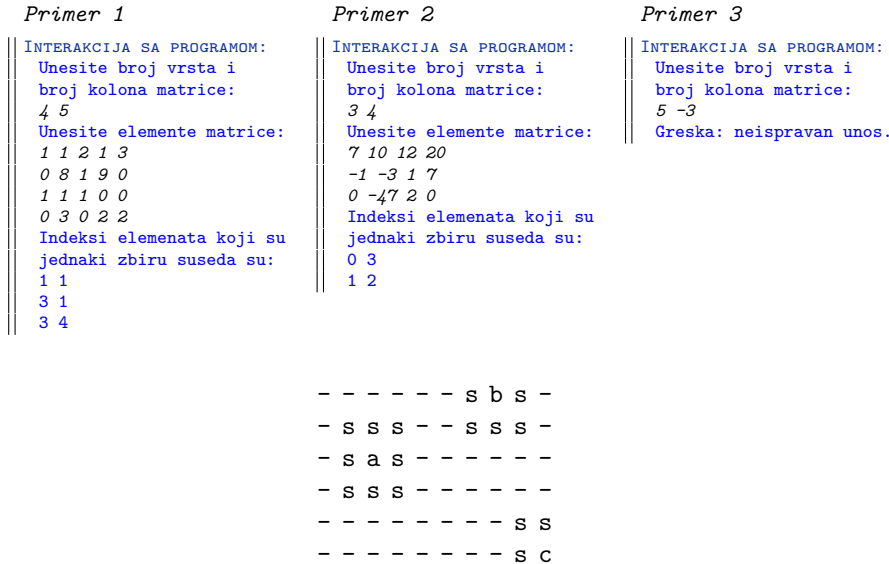 Primer 1
INTERAKCIJA SA PROGRAMOM:
Unesite broj vrsta i
broj kolona matrice:
4 5
Unesite elemente matrice:
1 1 2 1 3
0 8 1 9 0
1 1 1 0 0
0 3 0 2 2
Indeksi elemenata koji su
jednaki zbiru suseda su:
1 1
3 1
3 4
Primer 2
INTERAKCIJA SA PROGRAMOM:
Unesite broj vrsta i
broj kolona matrice:
3 4
Unesite elemente matrice:
7 10 12 20
-1 -3 1 7
0 -47 2 0
Indeksi elemenata koji su
jednaki zbiru suseda su:
0 3
1 2
Primer 3
INTERAKCIJA SA PROGRAMOM:
Unesite broj vrsta i
broj kolona matrice:
5 -3
Greska: neispravan unos.
- - - - - - s b s -
- s s s - - s s s -
- s a s - - - - - -
- s s s - - - - - -
- - - - - - - - s s
- - - - - - - - s c